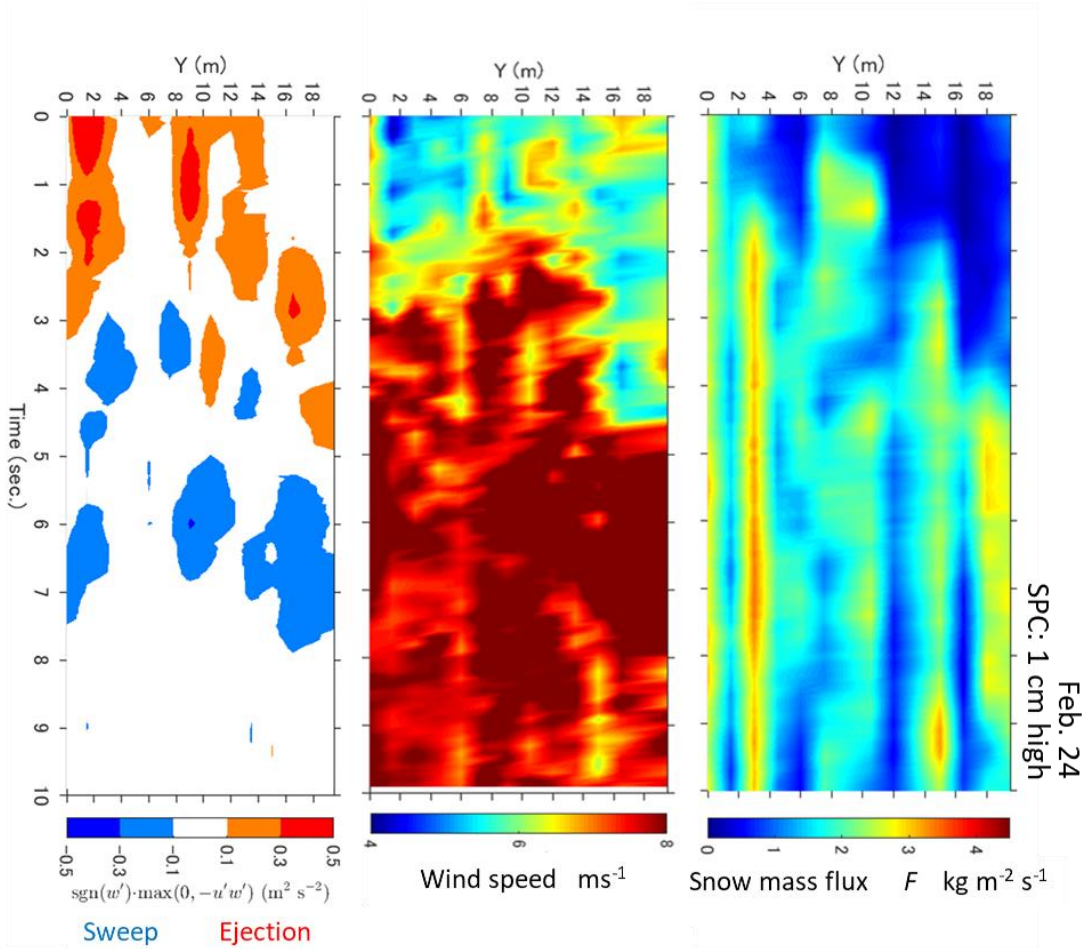 Y (m)
0 2 4 6 8 10 12 14 16 18
Y (m)
0 2 4 6 8 10 12 14 16 18
Y (m)
0 2 4 6 8 10 12 14 16 18
0
1
2
3
4
5
6
7
8
9
10
Time (sec.)
Feb. 24
SPC: 1 cm high
-0.5 -0.3 -0.1 0.1 0.3 0.5
sgn(w′)·max(0, −u′w′) (m² s⁻²)
Sweep Ejection
4 6 8
Wind speed ms⁻¹
0 1 2 3 4
Snow mass flux F kg m⁻² s⁻¹